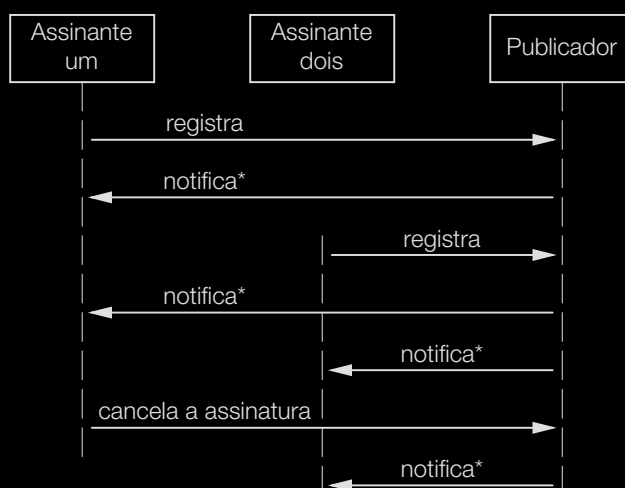 Assinante
um
Assinante
dois
Publicador
registra
notifica*
registra
notifica*
notifica*
cancela a assinatura
notifica*